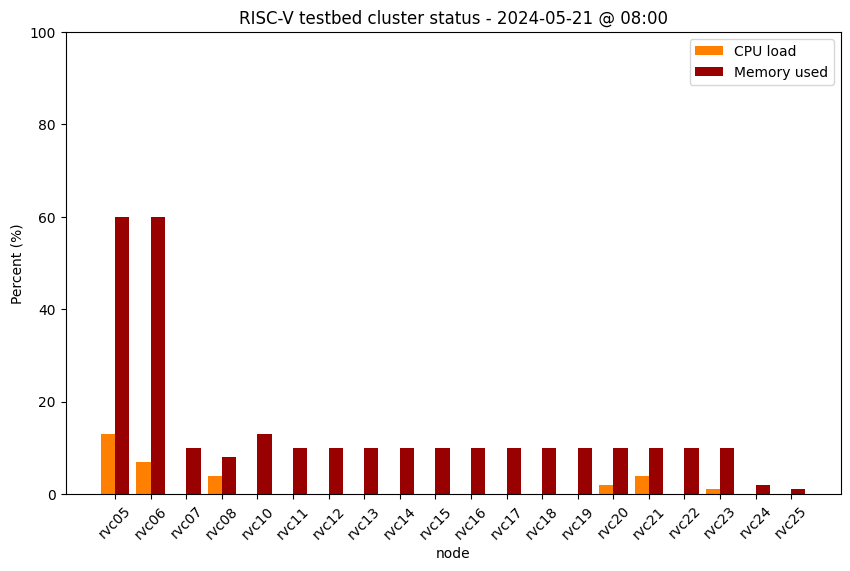 RISC-V testbed cluster status - 2024-05-21 @ 08:00
CPU load
Memory used
Percent (%)
100
80
60
40
20
0
rvc05 rvc06 rvc07 rvc08 rvc10 rvc11 rvc12 rvc13 rvc14 rvc15 rvc16 rvc17 rvc18 rvc19 rvc20 rvc21 rvc22 rvc23 rvc24 rvc25
node